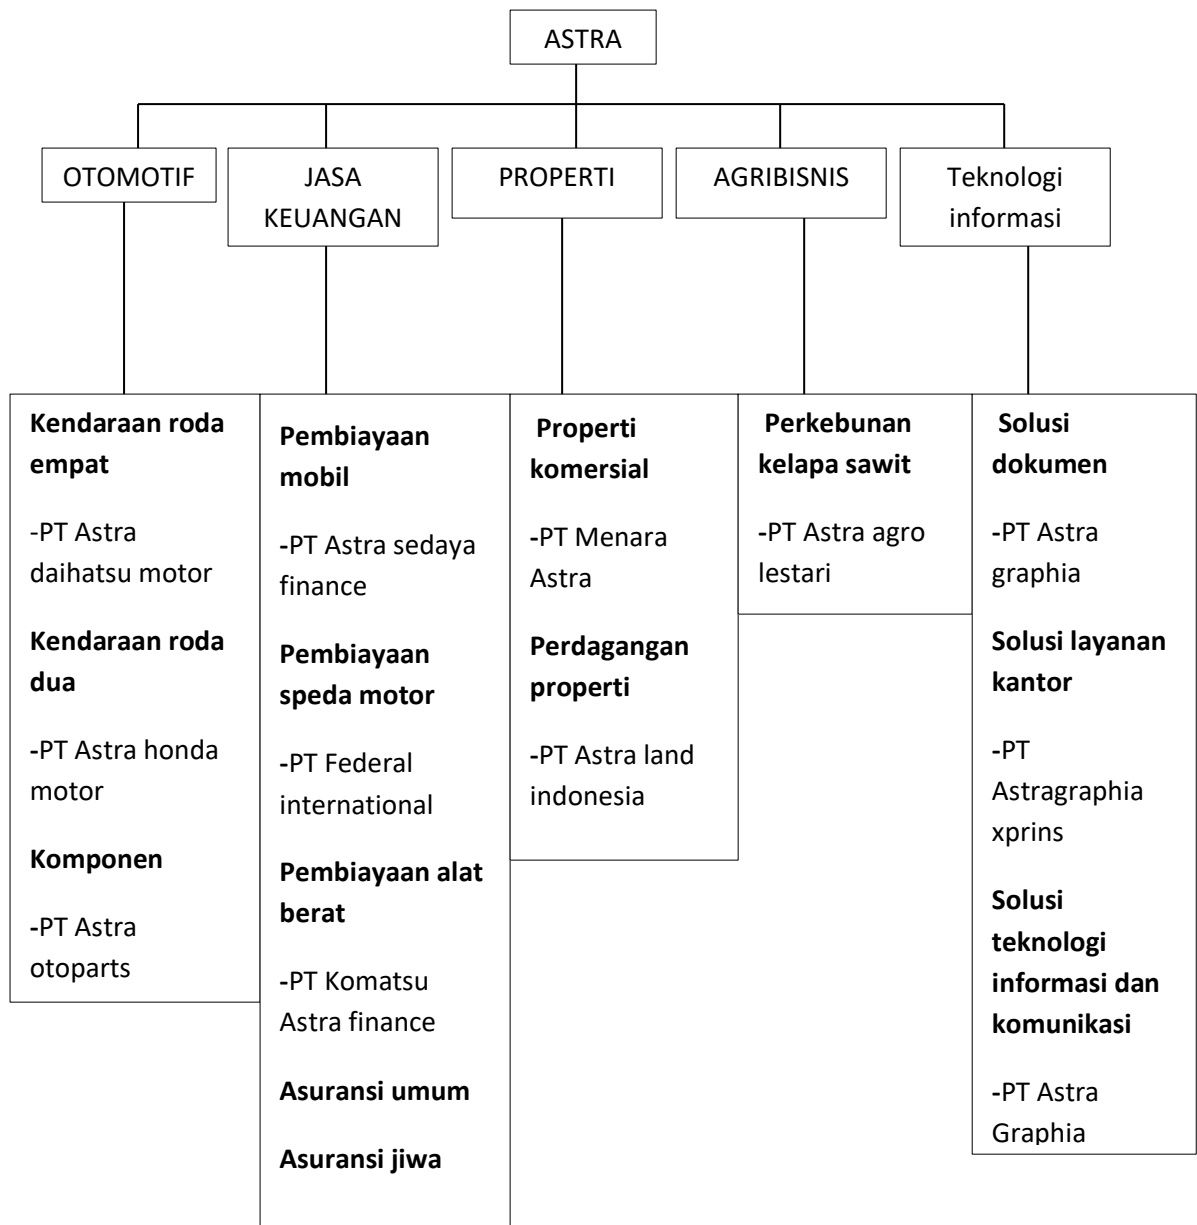 ASTRA
OTOMOTIF
JASA
KEUANGAN
PROPERTI
AGRIBISNIS
Teknologi
informasi
Kendaraan roda
empat
-PT Astra
daihatsu motor
Kendaraan roda
dua
-PT Astra honda
motor
Komponen
-PT Astra
otoparts
Pembiayaan
mobil
-PT Astra sedaya
finance
Pembiayaan
speda motor
-PT Federal
international
Pembiayaan alat
berat
-PT Komatsu
Astra finance
Asuransi umum
Asuransi jiwa
Properti
komersial
-PT Menara
Astra
Perdagangan
properti
-PT Astra land
indonesia
Perkebunan
kelapa sawit
-PT Astra agro
lestari
Solusi
dokumen
-PT Astra
graphia
Solusi layanan
kantor
-PT
Astragraphia
xprins
Solusi
teknologi
informasi dan
komunikasi
-PT Astra
Graphia